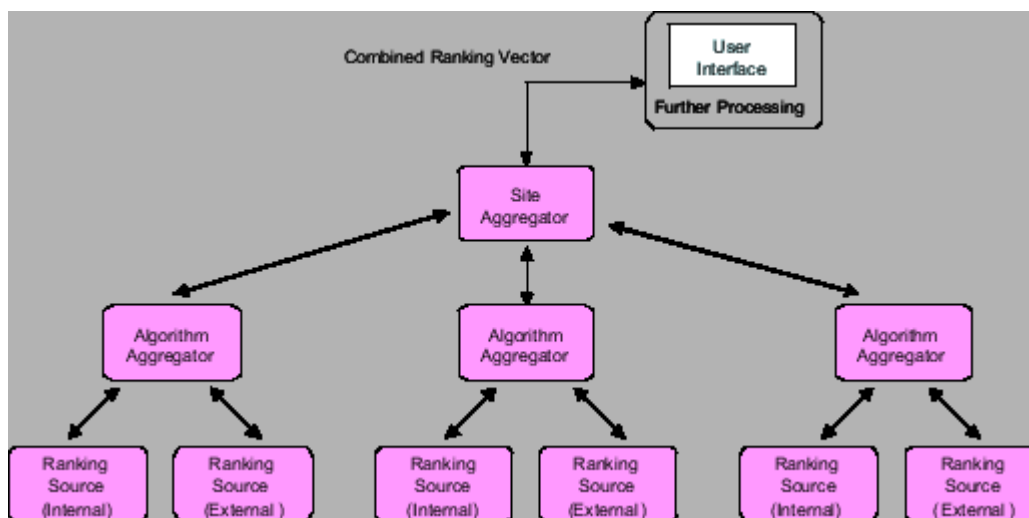 Combined Ranking Vector
User
Interface
Further Processing
Site
Aggregator
Algorithm
Aggregator
Algorithm
Aggregator
Algorithm
Aggregator
Ranking
Source
(Internal)
Ranking
Source
(External )
Ranking
Source
(Internal)
Ranking
Source
(External )
Ranking
Source
(Internal)
Ranking
Source
( External )